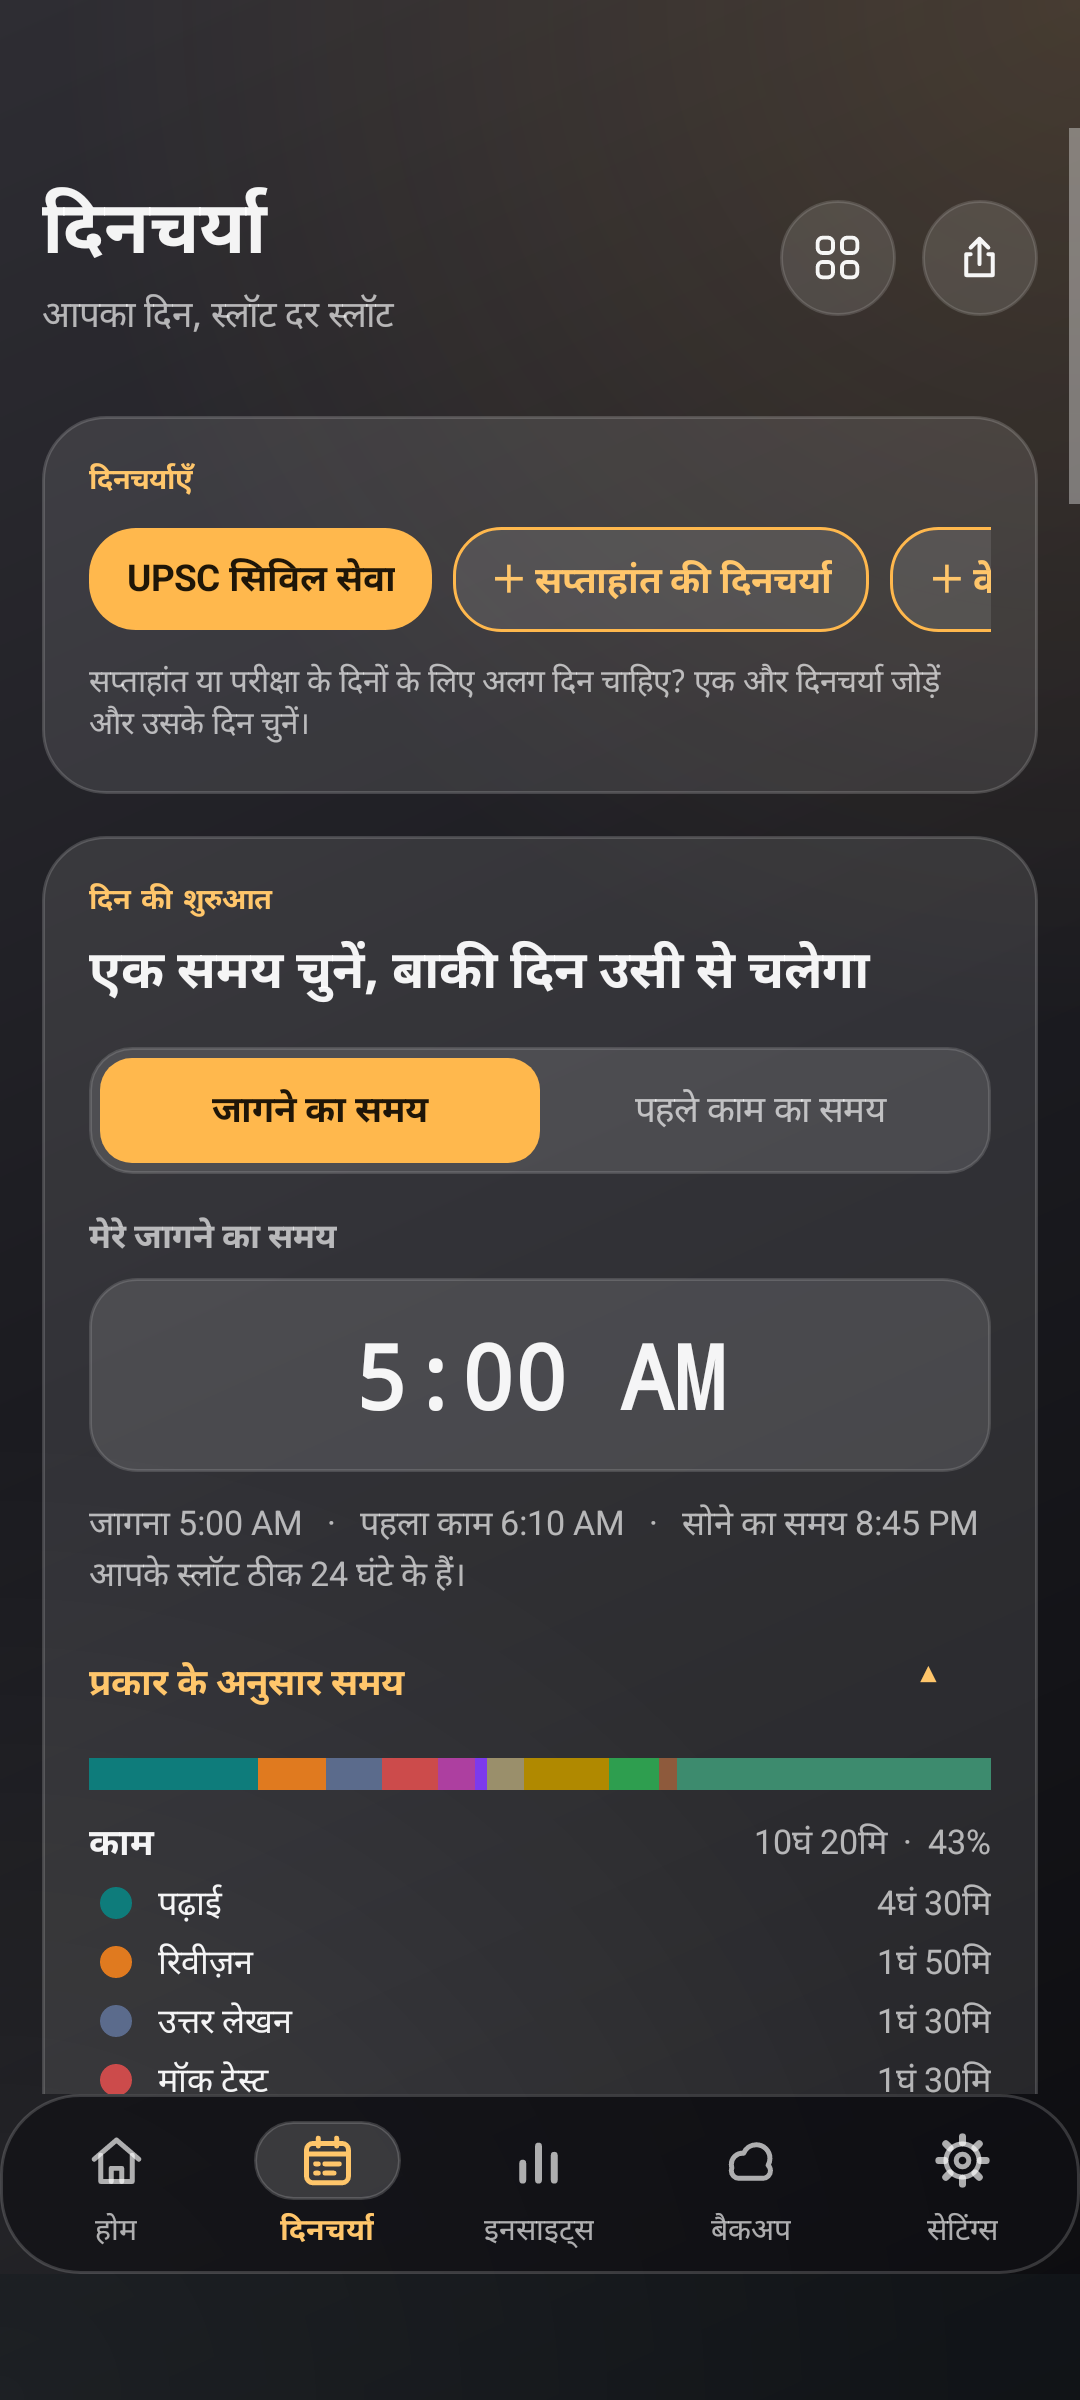 दिनचर्या
आपका दिन, स्लॉट दर स्लॉट
दिनचर्याएँ
UPSC सिविल सेवा
+ सप्ताहांत की दिनचर्या
+ के
सप्ताहांत या परीक्षा के दिनों के लिए अलग दिन चाहिए? एक और दिनचर्या जोड़ें
और उसके दिन चुनें।
दिन की शुरुआत
एक समय चुनें, बाकी दिन उसी से चलेगा
जागने का समय
पहले काम का समय
मेरे जागने का समय
5:00 AM
जागना 5:00 AM · पहला काम 6:10 AM · सोने का समय 8:45 PM
आपके स्लॉट ठीक 24 घंटे के हैं।
प्रकार के अनुसार समय ▲
काम 10घं 20मि · 43%
पढ़ाई 4घं 30मि
रिवीज़न 1घं 50मि
उत्तर लेखन 1घं 30मि
मॉक टेस्ट 1घं 30मि
होम
दिनचर्या
इनसाइट्स
बैकअप
सेटिंग्स